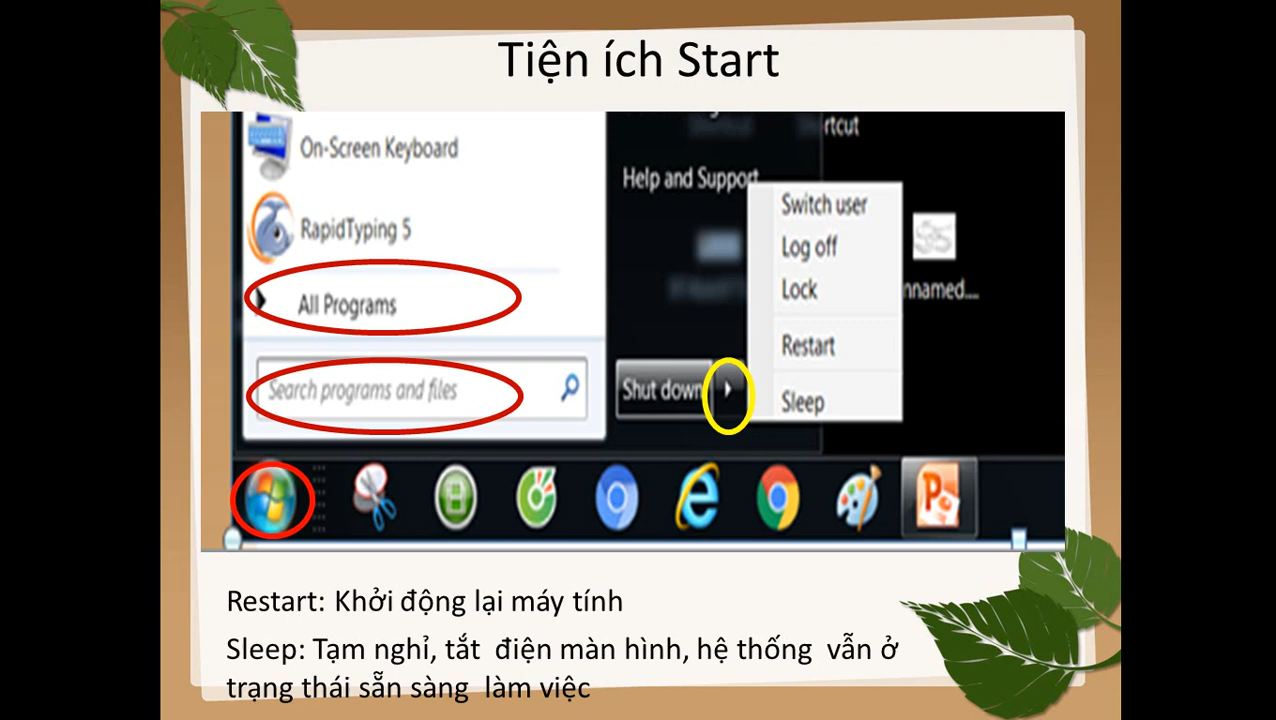 Tiện ích Start
On-Screen Keyboard
rtcut
Help and Support
Switch user
RapidTyping 5
Log off
Lock
nnamed....
All Programs
Restart
Search programs and files
Shut down
Sleep
Restart: Khởi động lại máy tính
Sleep: Tạm nghỉ, tắt  điện màn hình, hệ thống  vẫn ở
trạng thái sẵn sàng  làm việc